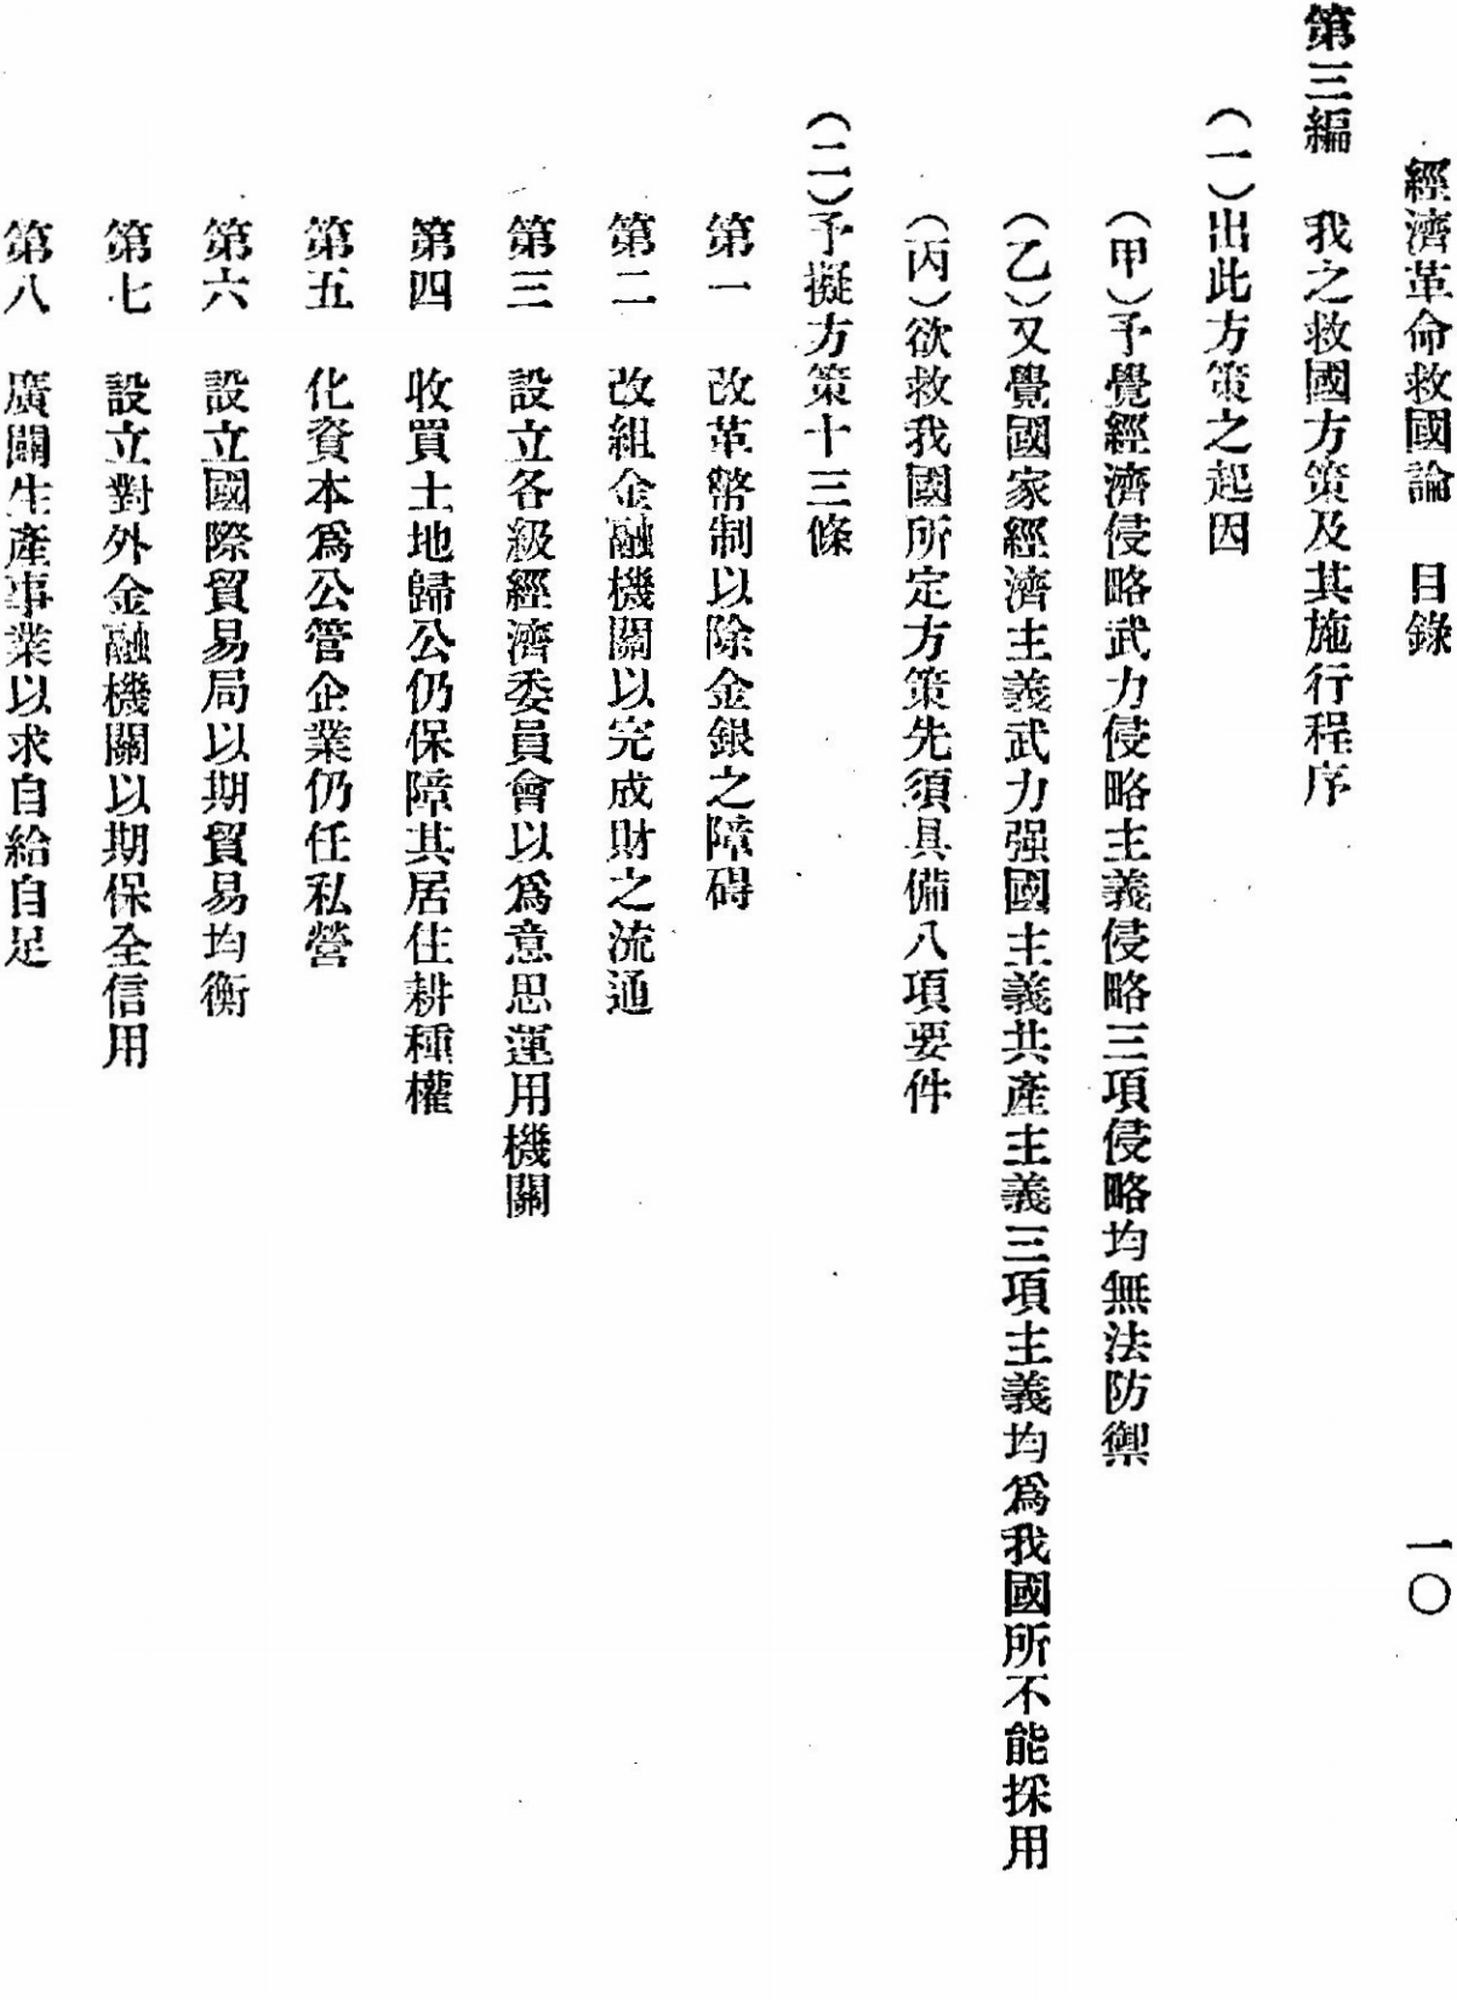 經濟革命救國論　目錄　一〇
第三編　我之救國方策及其施行程序
（一）出此方策之起因
（甲）予覺經濟侵略武力侵略主義侵略三項侵略均無法防禦
（乙）又覺國家經濟主義武力强國主義共產主義三項主義均爲我國所不能採用
（丙）欲救我國所定方策先須具備八項要件
（二）予擬方策十三條
第一　改革幣制以除金銀之障碍
第二　改組金融機關以完成財之流通
第三　設立各級經濟委員會以爲意思運用機關
第四　收買土地歸公仍保障其居住耕種權
第五　化資本爲公管企業仍任私營
第六　設立國際貿易局以期貿易均衡
第七　設立對外金融機關以期保全信用
第八　廣闢生產事業以求自給自足